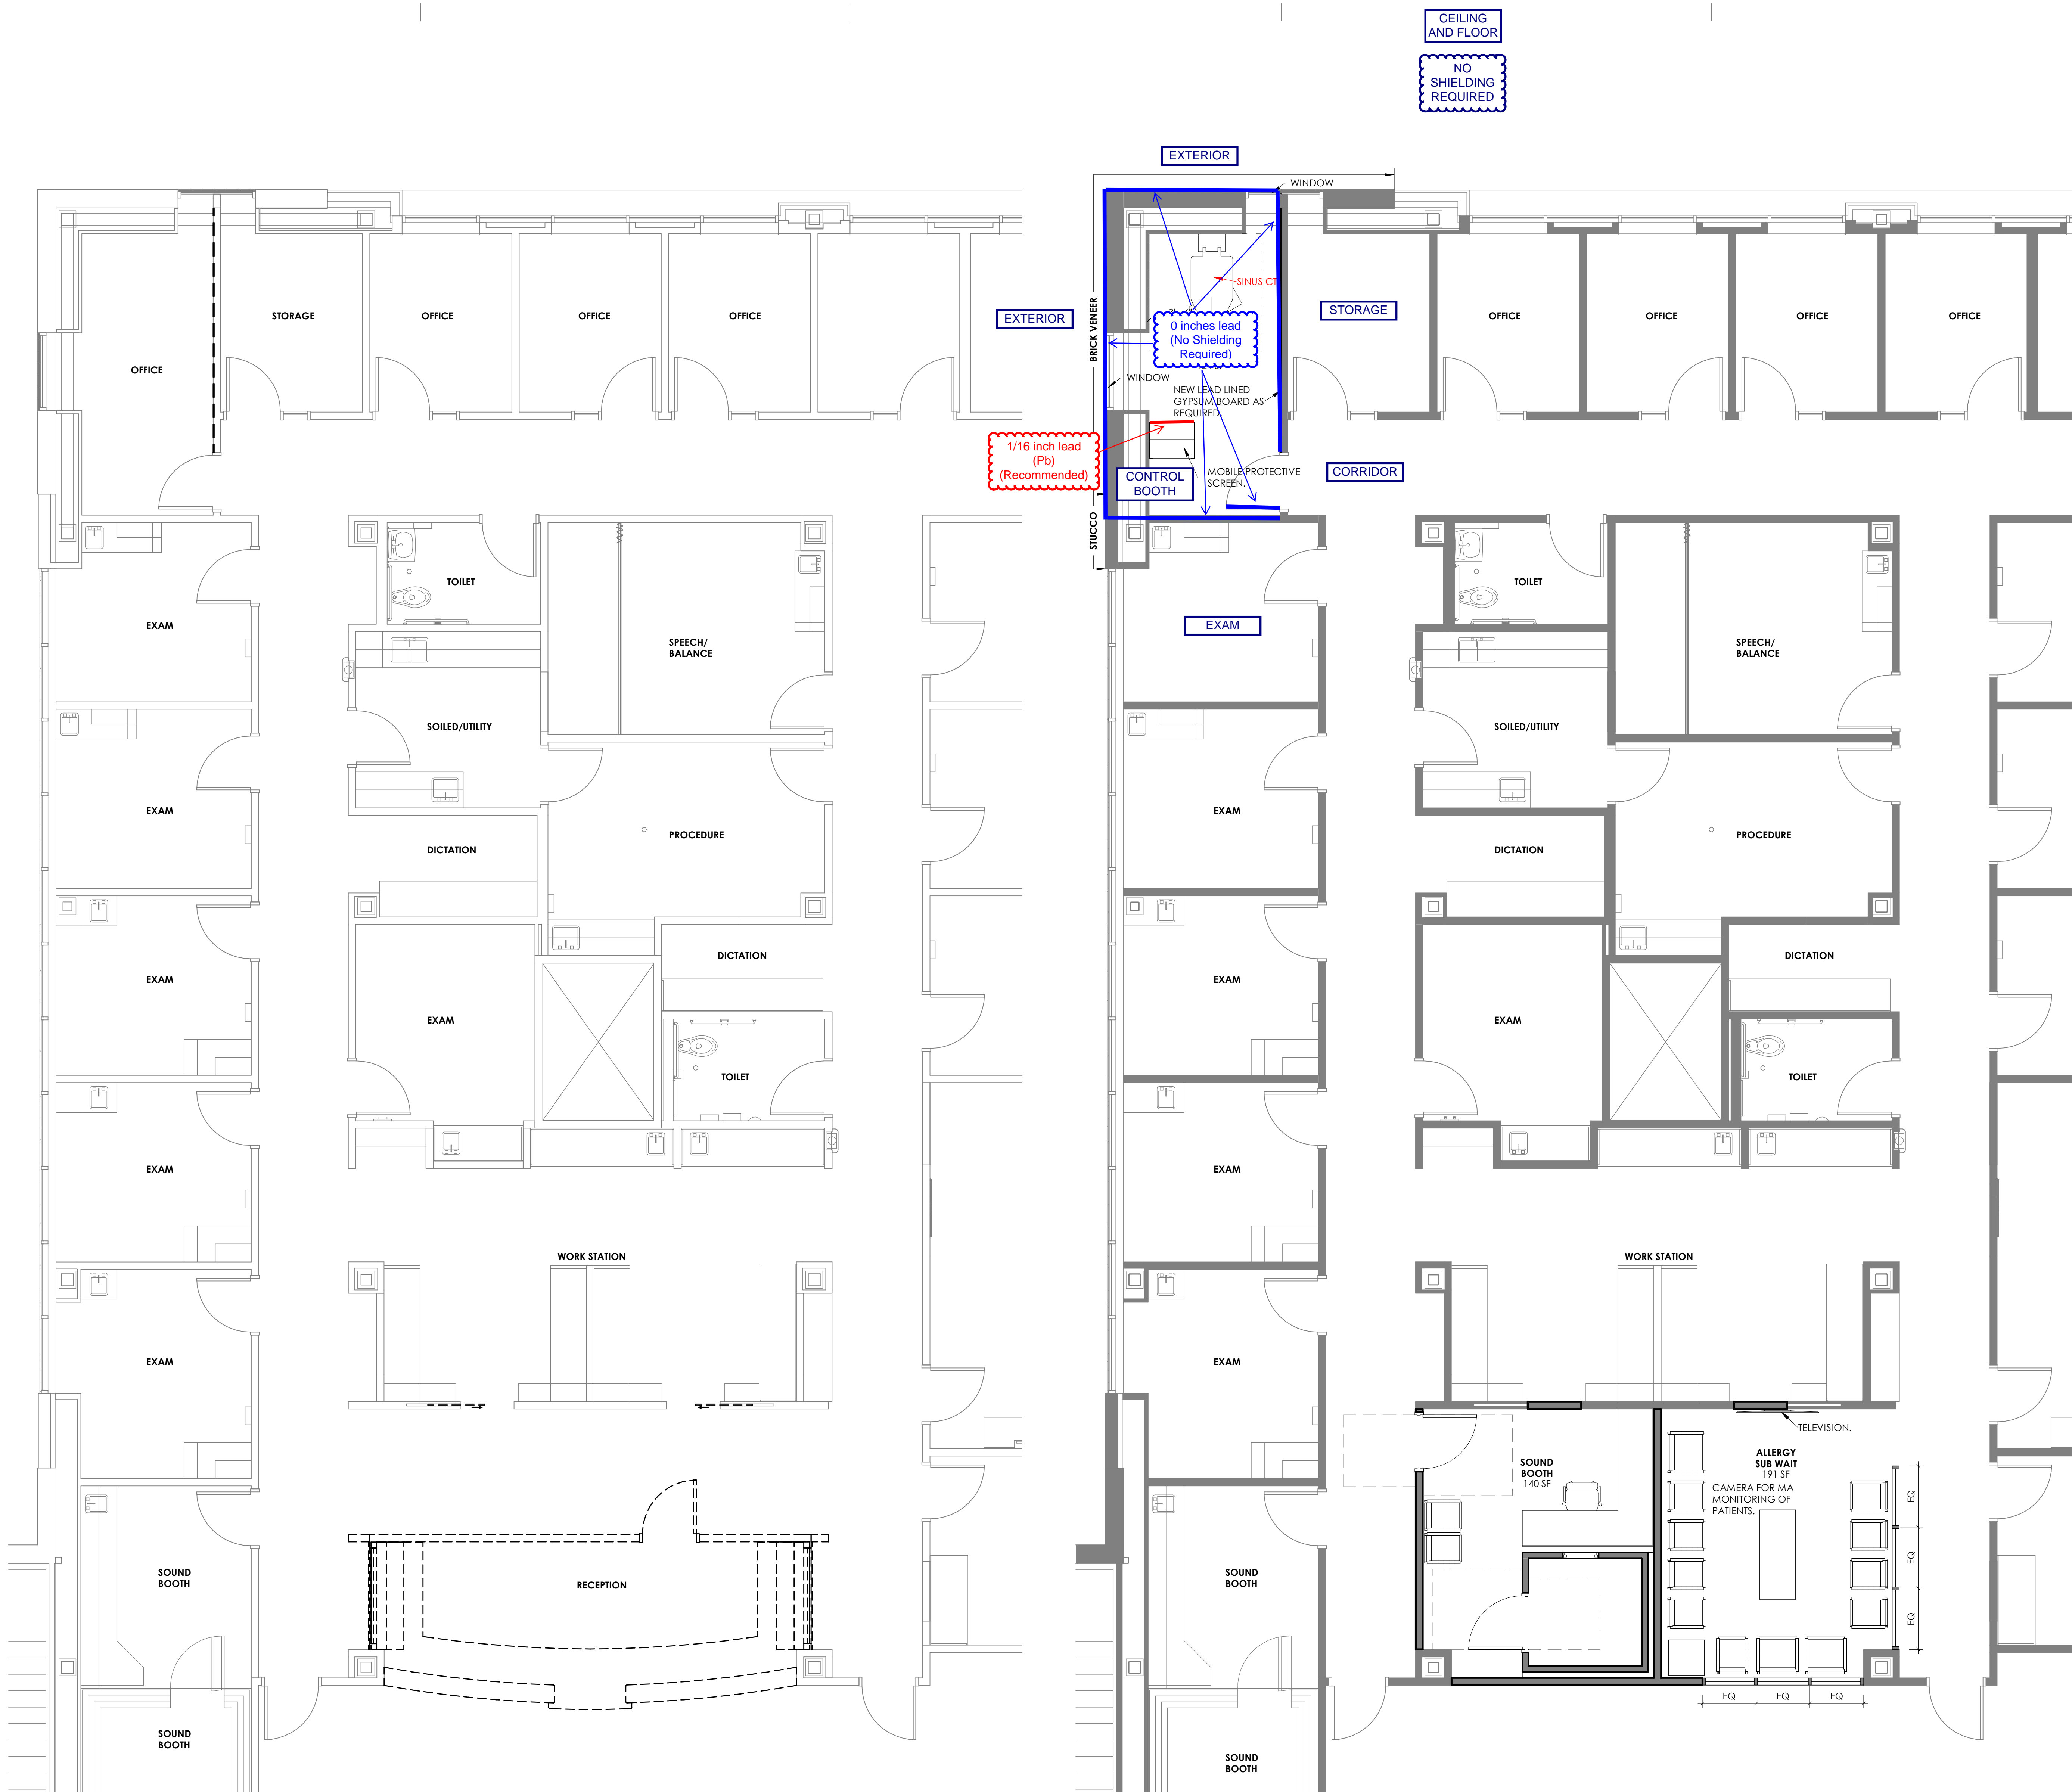 CEILING
AND FLOOR
NO
SHIELDING
REQUIRED
OFFICE
STORAGE
OFFICE
OFFICE
OFFICE
EXAM
TOILET
SPEECH/
BALANCE
SOILED/UTILITY
EXAM
PROCEDURE
DICTATION
EXAM
DICTATION
EXAM
TOILET
EXAM
WORK STATION
EXAM
SOUND
BOOTH
RECEPTION
SOUND
BOOTH
EXTERIOR
WINDOW
EXTERIOR
BRICK VENEER
SINUS CT
0 inches lead
(No Shielding
Required)
STORAGE
OFFICE
OFFICE
OFFICE
OFFICE
WINDOW
NEW LEAD LINED
GYPSUM BOARD AS
REQUIRED.
1/16 inch lead
(Pb)
(Recommended)
CONTROL
BOOTH
MOBILE PROTECTIVE
SCREEN.
CORRIDOR
STUCCO
EXAM
TOILET
SPEECH/
BALANCE
SOILED/UTILITY
EXAM
PROCEDURE
DICTATION
EXAM
DICTATION
EXAM
TOILET
EXAM
WORK STATION
EXAM
TELEVISION.
SOUND
BOOTH
140 SF
ALLERGY
SUB WAIT
191 SF
CAMERA FOR MA
MONITORING OF
PATIENTS.
EQ
EQ
EQ
SOUND
BOOTH
EQ
EQ
EQ
SOUND
BOOTH